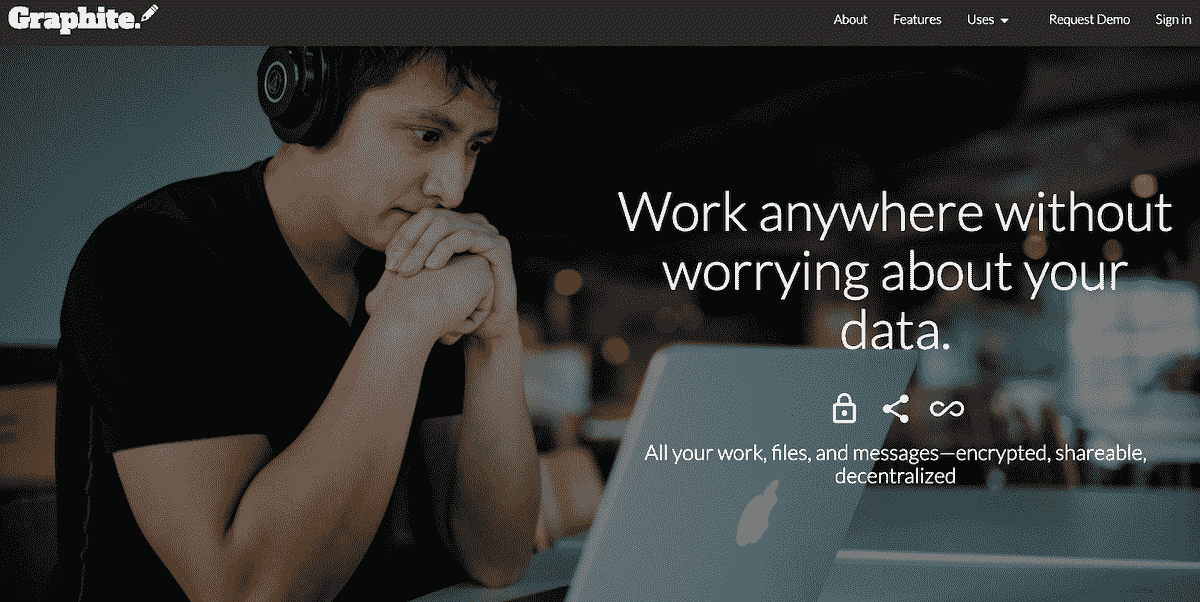 Graphite.
About Features Uses Request Demo Sign in
Work anywhere without
worrying about your
data.
All your work, files, and messages—encrypted, shareable,
decentralized